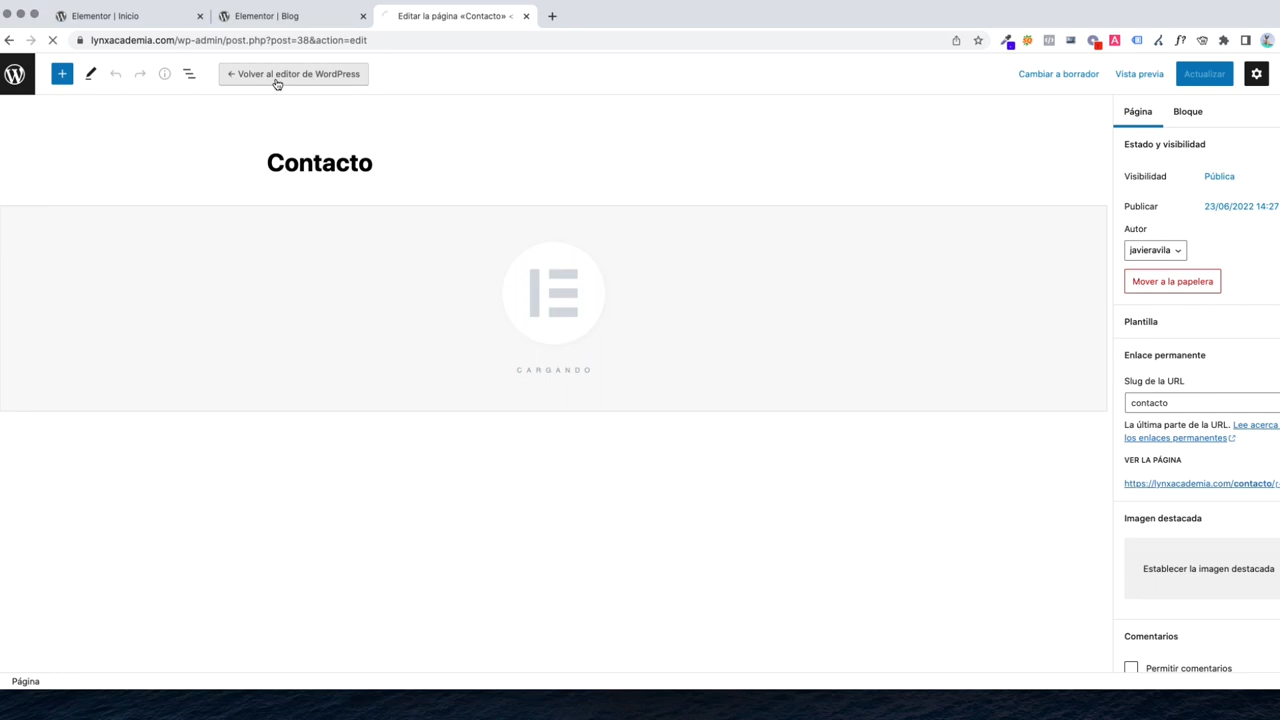 Elementor | Inicio
Elementor | Blog
Editar la página «Contacto» <
lynxacademia.com/wp-admin/post.php?post=38&action=edit
← Volver al editor de WordPress
Cambiar a borrador
Vista previa
Actualizar
Página
Bloque
Contacto
Estado y visibilidad
Visibilidad
Pública
Publicar
23/06/2022 14:27
Autor
javieravila
Mover a la papelera
CARGANDO
Plantilla
Enlace permanente
Slug de la URL
contacto
La última parte de la URL. Lee acerca
los enlaces permanentes
VER LA PÁGINA
https://lynxacademia.com/contacto/
Imagen destacada
Establecer la imagen destacada
Comentarios
Permitir comentarios
Página